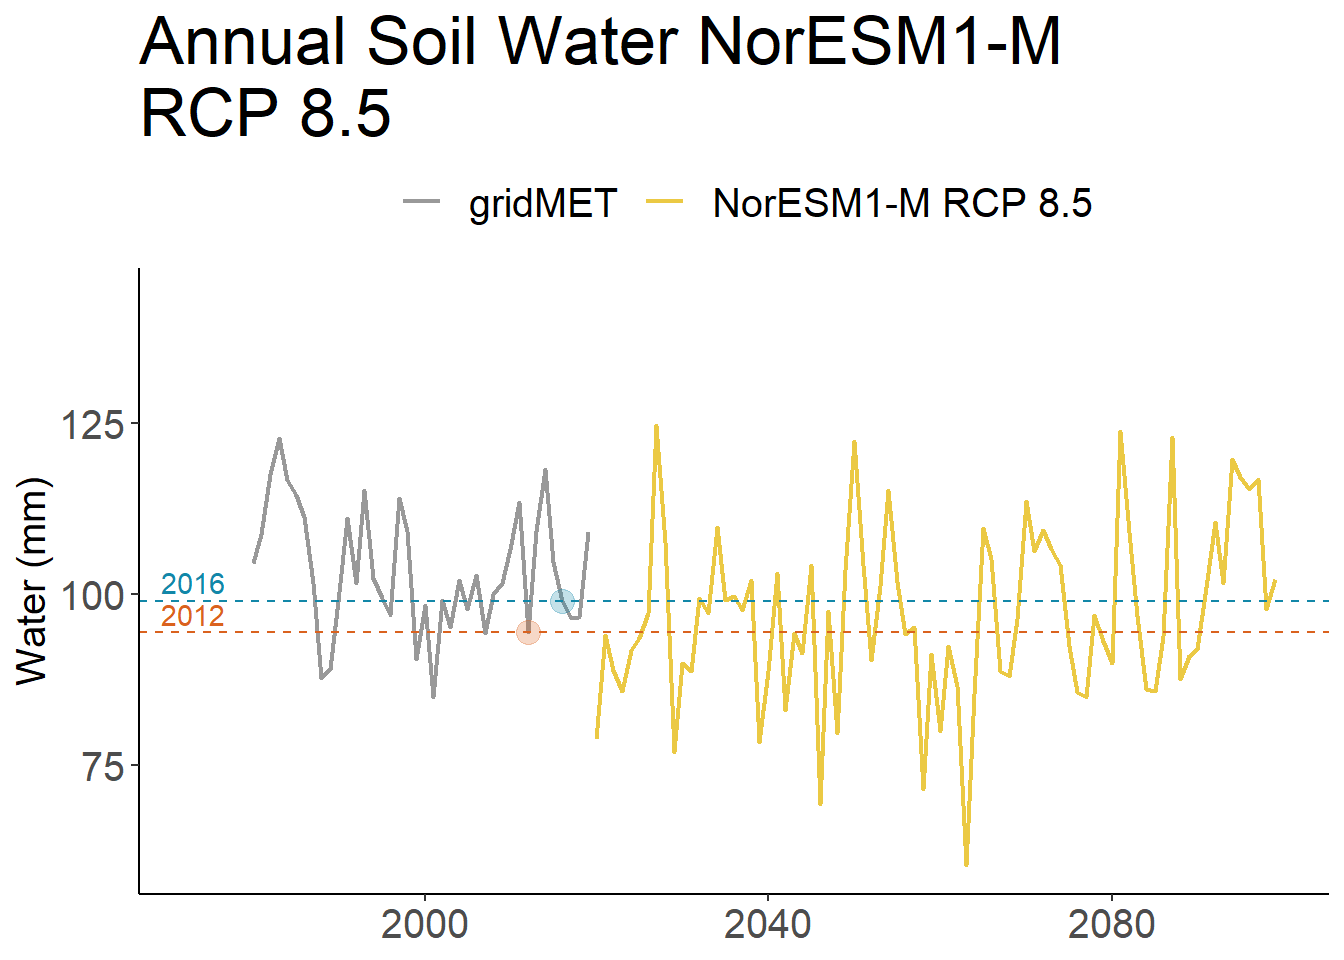 Annual Soil Water NorESM1-M
RCP 8.5
gridMET NorESM1-M RCP 8.5
Water (mm)
125
100
75
2016
2012
2000 2040 2080